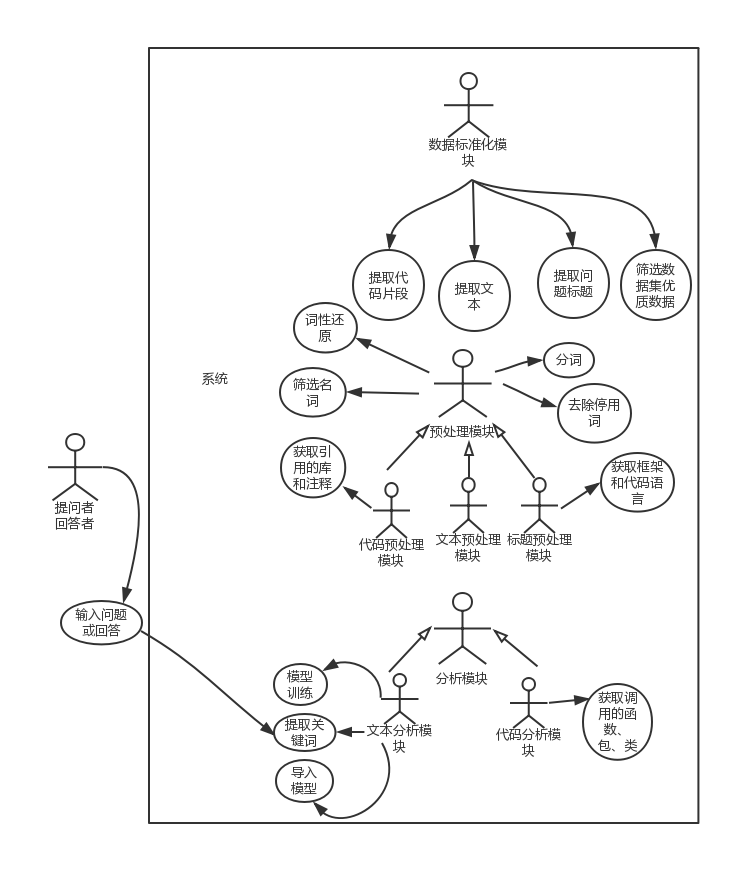 数据标准化模
块
提取代
码片段
提取文
本
提取问
题标题
筛选数
据集优
质数据
词性还
原
分词
系统
筛选名
词
去除停用
词
预处理模块
获取引
用的库
和注释
获取框架
和代码语
言
提问者
回答者
代码预处理
模块
文本预处理
模块
标题预处理
模块
输入问题
或回答
分析模块
模型
训练
获取调
用的函
数、
包、类
提取关
键词
文本分析模
块
代码分析模
块
导入
模型